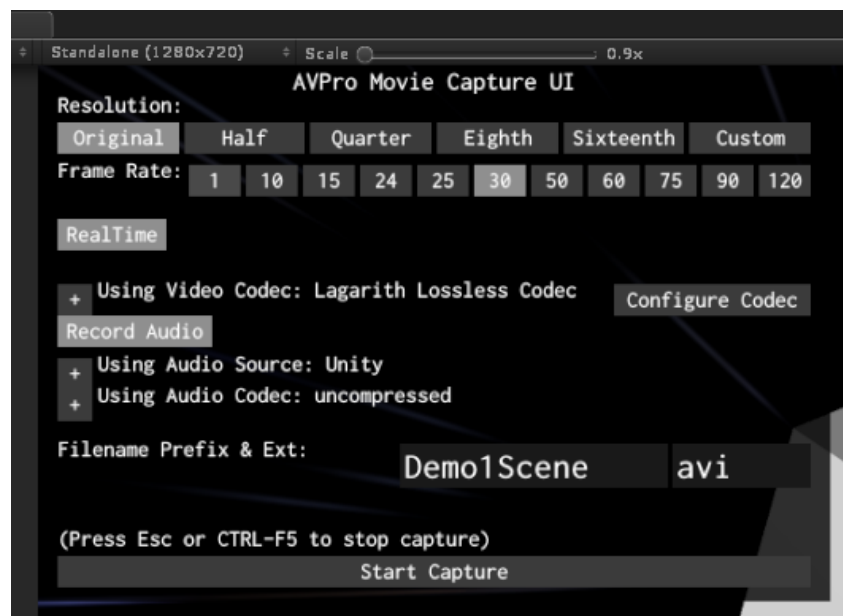 Standalone (1280x720) Scale 0.9x
AVPro Movie Capture UI
Resolution:
Original Half Quarter Eighth Sixteenth Custom
Frame Rate: 1 10 15 24 25 30 50 60 75 90 120
RealTime
+ Using Video Codec: Lagarith Lossless Codec Configure Codec
Record Audio
+ Using Audio Source: Unity
+ Using Audio Codec: uncompressed
Filename Prefix & Ext: Demo1Scene avi
(Press Esc or CTRL-F5 to stop capture)
Start Capture